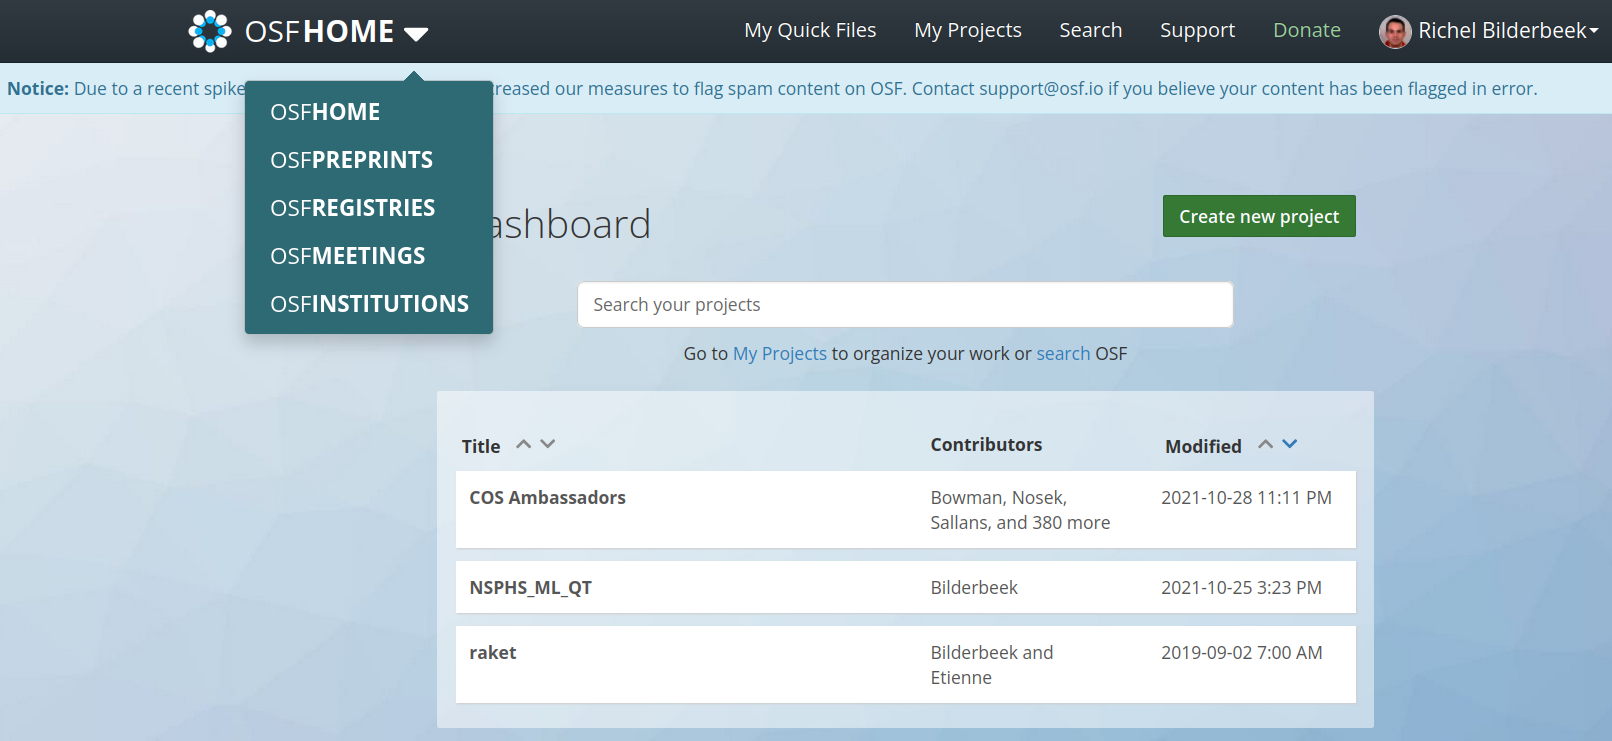 OSFHOME
My Quick Files
My Projects
Search
Support
Donate
Richel Bilderbeek
Notice: Due to a recent spike
creased our measures to flag spam content on OSF. Contact support@osf.io if you believe your content has been flagged in error.
OSFHOME
OSFPREPRINTS
OSFREGISTRIES
OSFMEETINGS
OSFINSTITUTIONS
ashboard
Create new project
Search your projects
Go to My Projects to organize your work or search OSF
Title
Contributors
Modified
COS Ambassadors
Bowman, Nosek,
Sallans, and 380 more
2021-10-28 11:11 PM
NSPHS_ML_QT
Bilderbeek
2021-10-25 3:23 PM
raket
Bilderbeek and
Etienne
2019-09-02 7:00 AM